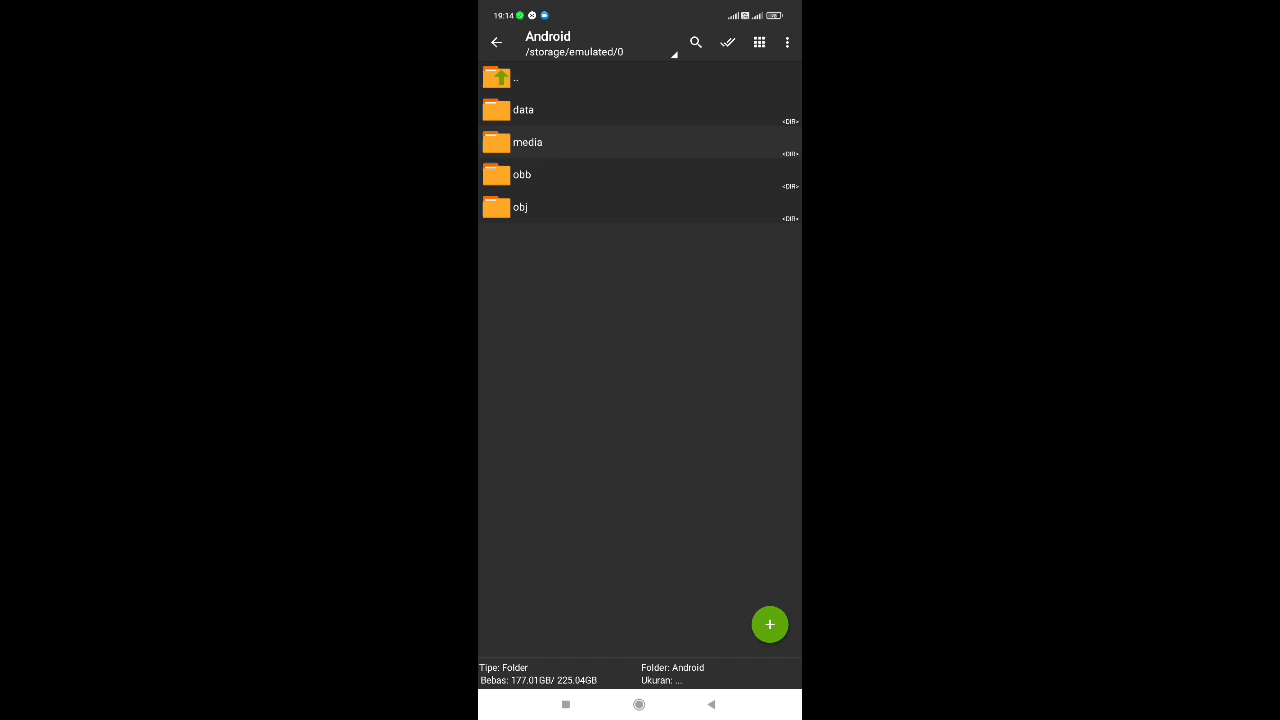 19:14
Android
/storage/emulated/0
..
data
<DIR>
media
<DIR>
obb
<DIR>
obj
<DIR>
Tipe: Folder
Folder: Android
Bebas: 177.01GB/ 225.04GB
Ukuran: ...